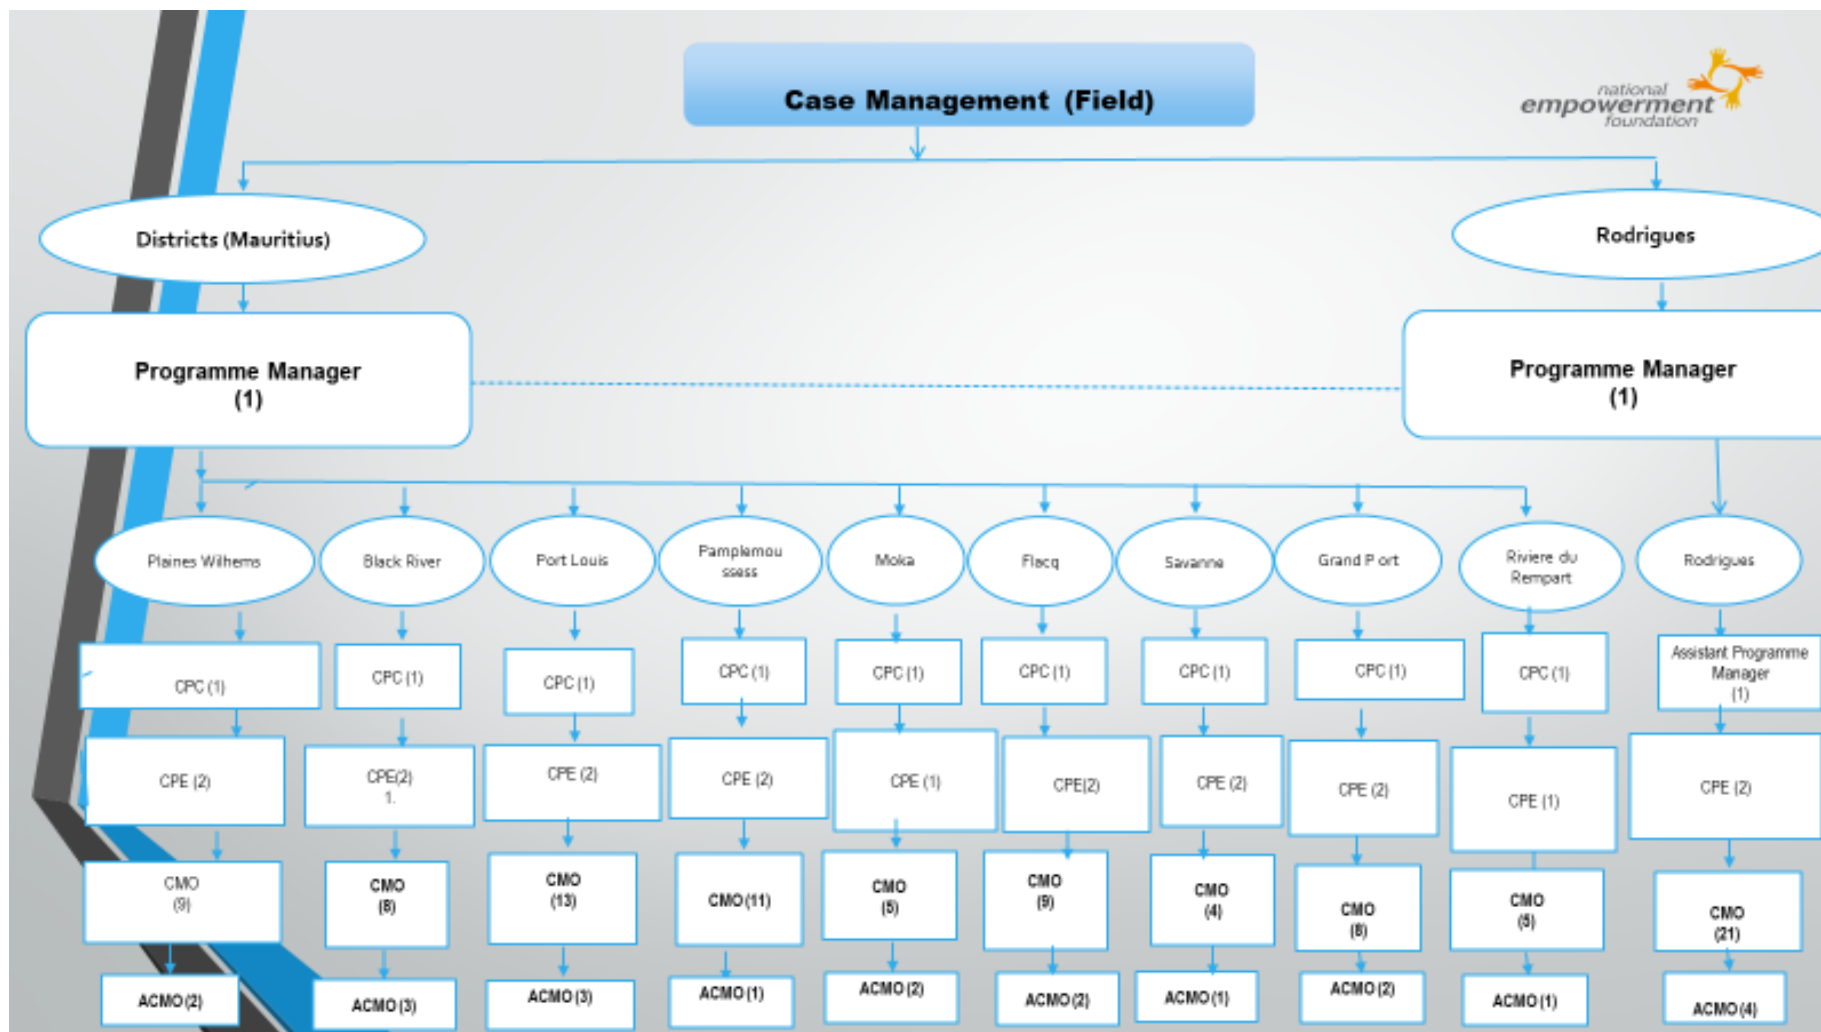 Case Management (Field)
national
empowerment
foundation
Districts (Mauritius)
Rodrigues
Programme Manager
(1)
Programme Manager
(1)
Plaines Wilhems
Black River
Port Louis
Pamplemou
ssess
Moka
Flacq
Savanne
Grand P ort
Riviere du
Rempart
Rodrigues
CPC (1)
CPC (1)
CPC (1)
CPC (1)
CPC (1)
CPC (1)
CPC (1)
CPC (1)
CPC (1)
Assistant Programme
Manager
(1)
CPE (2)
CPE(2)
1.
CPE (2)
CPE (2)
CPE (1)
CPE(2)
CPE (2)
CPE (2)
CPE (1)
CPE (2)
CMO
(9)
CMO
(8)
CMO
(13)
CMO (11)
CMO
(5)
CMO
(9)
CMO
(4)
CMO
(8)
CMO
(5)
CMO
(21)
ACMO (2)
ACMO (3)
ACMO (3)
ACMO (1)
ACMO (2)
ACMO (2)
ACMO (1)
ACMO (2)
ACMO (1)
ACMO (4)